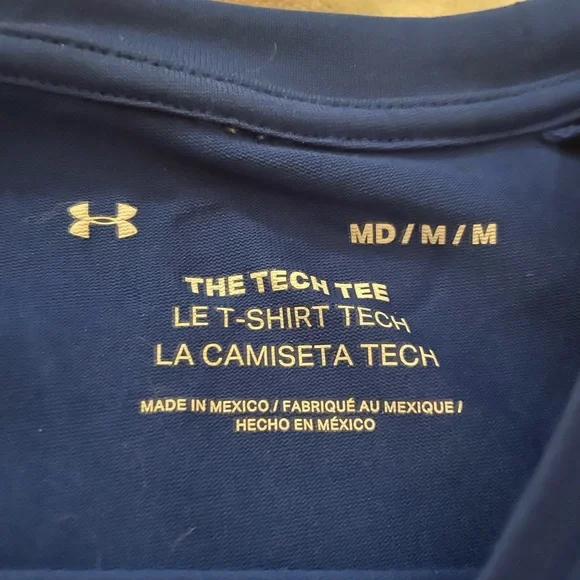 MD / M / M
THE TECH TEE
LE T-SHIRT TECH
LA CAMISETA TECH
MADE IN MEXICO / FABRIQUÉ AU MEXIQUE /
HECHO EN MÉXICO